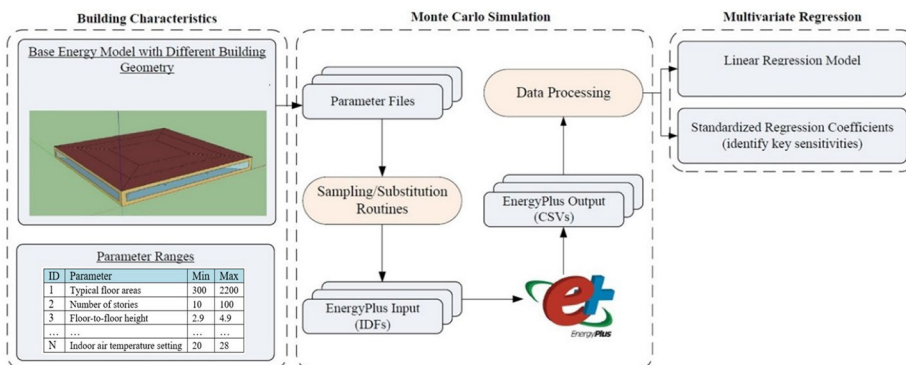 Building Characteristics
Base Energy Model with Different Building
Geometry
Parameter Ranges
ID Parameter Min Max
1 Typical floor areas 300 2200
2 Number of stories 10 100
3 Floor-to-floor height 2.9 4.9
... ... ... ...
N Indoor air temperature setting 20 28
Monte Carlo Simulation
Parameter Files
Sampling/Substitution
Routines
EnergyPlus Input
(IDFs)
EnergyPlus
EnergyPlus Output
(CSVs)
Data Processing
Multivariate Regression
Linear Regression Model
Standardized Regression Coefficients
(identify key sensitivities)